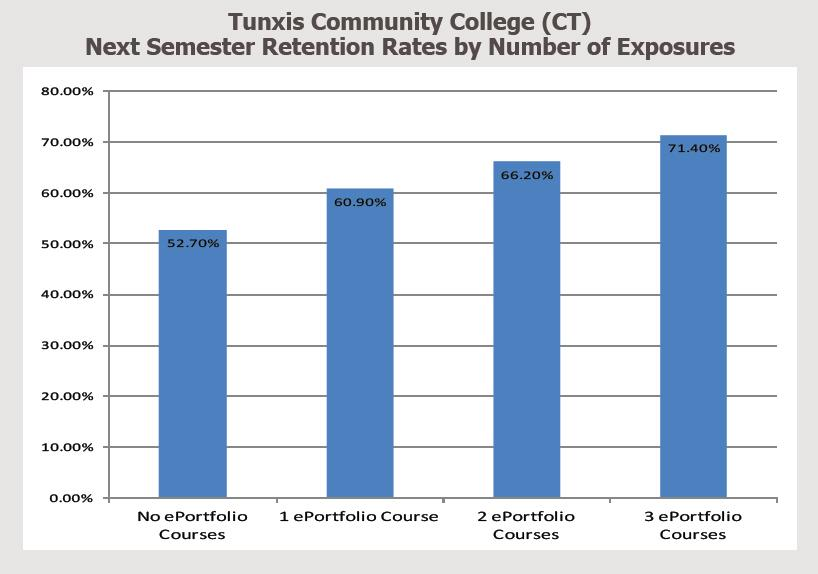 Tunxis Community College (CT)
Next Semester Retention Rates by Number of Exposures
80.00%
70.00%
60.00%
50.00%
40.00%
30.00%
20.00%
10.00%
0.00%
52.70%
60.90%
66.20%
71.40%
No ePortfolio
Courses
1 ePortfolio Course
2 ePortfolio
Courses
3 ePortfolio
Courses